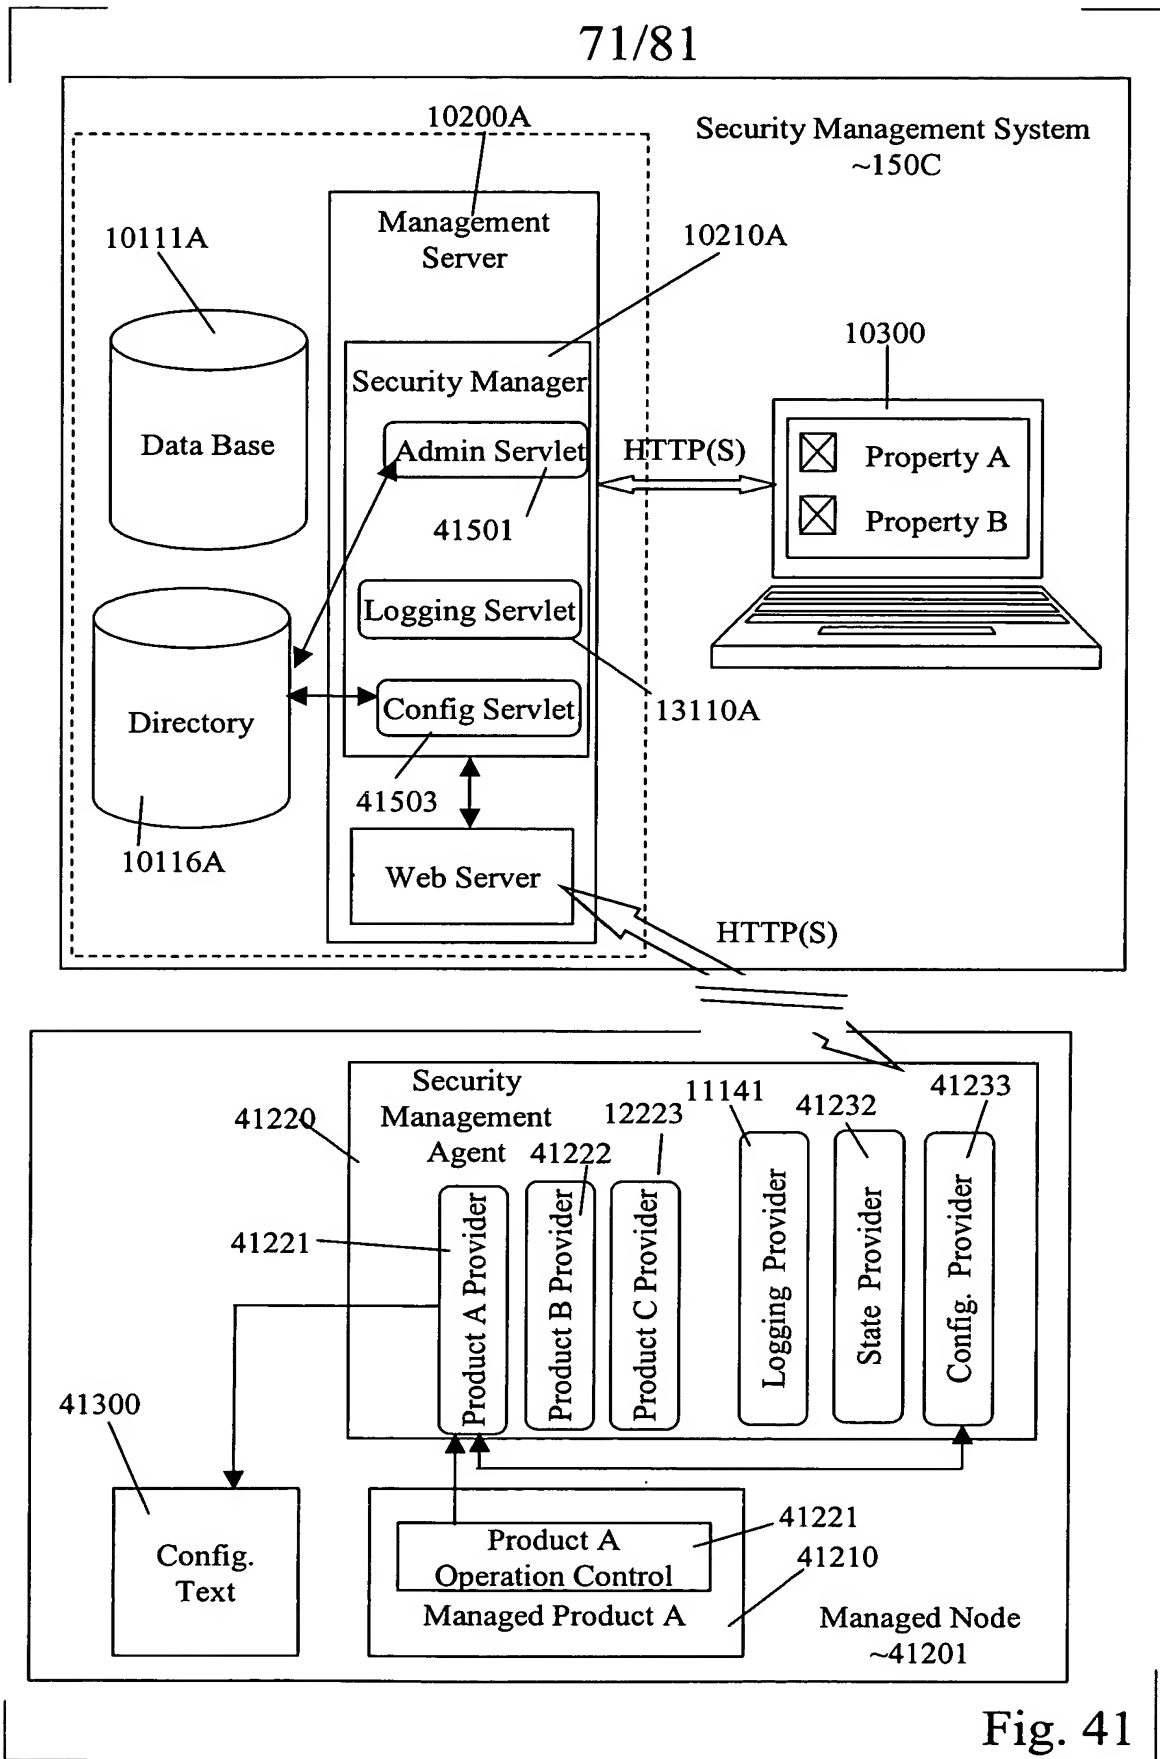 71/81
10200A
Security Management System
~150C
Management
Server
10111A
10210A
10300
Security Manager
Data Base
Admin Servlet
HTTP(S)
Property A
41501
Property B
Logging Servlet
Directory
Config Servlet
13110A
41503
10116A
Web Server
HTTP(S)
Security
Management
Agent
41220
11141
41232
41233
12223
41222
41221
Product A Provider
Product B Provider
Product C Provider
Logging Provider
State Provider
Config. Provider
41300
Config.
Text
Product A
Operation Control
41221
41210
Managed Product A
Managed Node
~41201
Fig. 41